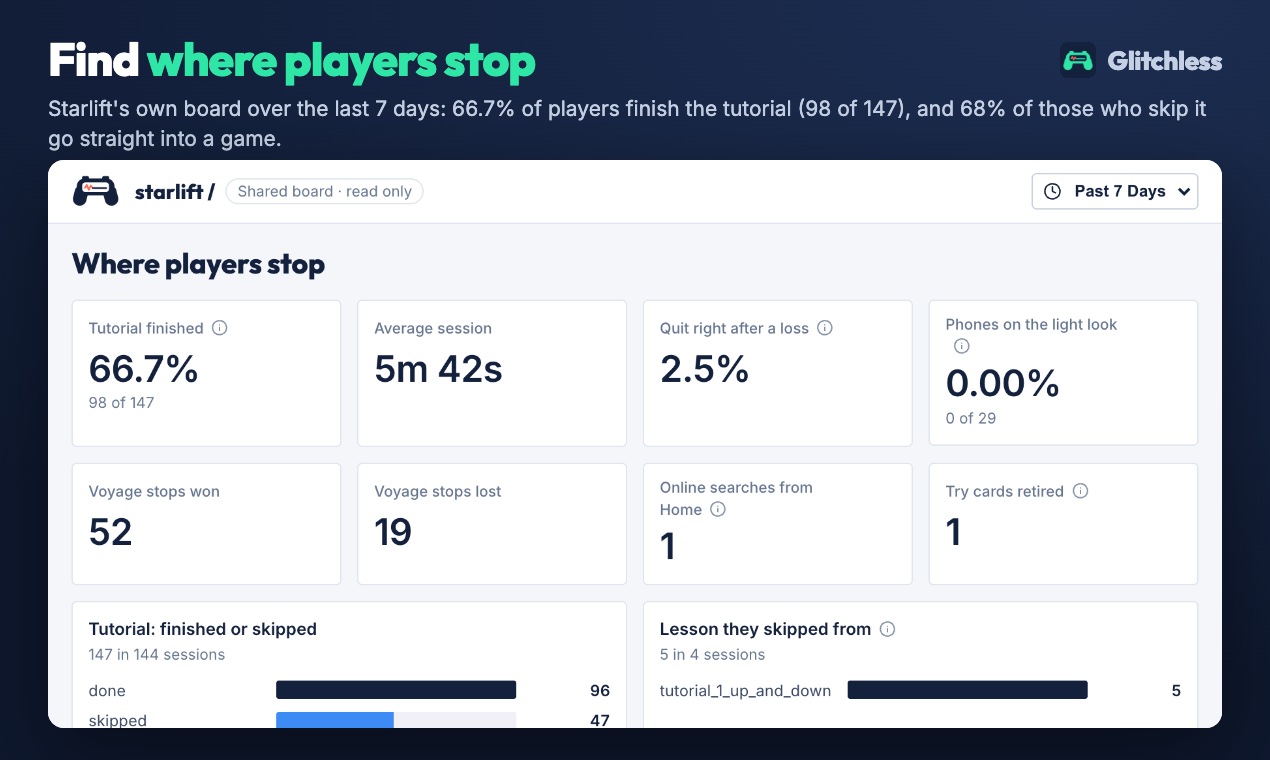 Find where players stop
Glitchless
Starlift's own board over the last 7 days: 66.7% of players finish the tutorial (98 of 147), and 68% of those who skip it
go straight into a game.
starlift /
Shared board · read only
Past 7 Days
Where players stop
Tutorial finished
66.7%
98 of 147
Average session
5m 42s
Quit right after a loss
2.5%
Phones on the light look
0.00%
0 of 29
Voyage stops won
52
Voyage stops lost
19
Online searches from
Home
1
Try cards retired
1
Tutorial: finished or skipped
147 in 144 sessions
done 96
skipped 47
Lesson they skipped from
5 in 4 sessions
tutorial_1_up_and_down 5